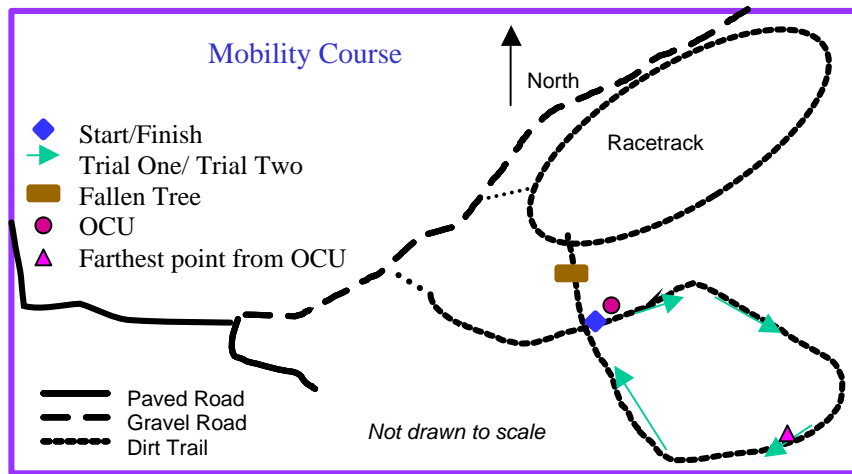 Mobility Course
North
Start/Finish
Trial One/ Trial Two
Fallen Tree
OCU
Farthest point from OCU
Racetrack
Paved Road
Gravel Road
Dirt Trail
Not drawn to scale